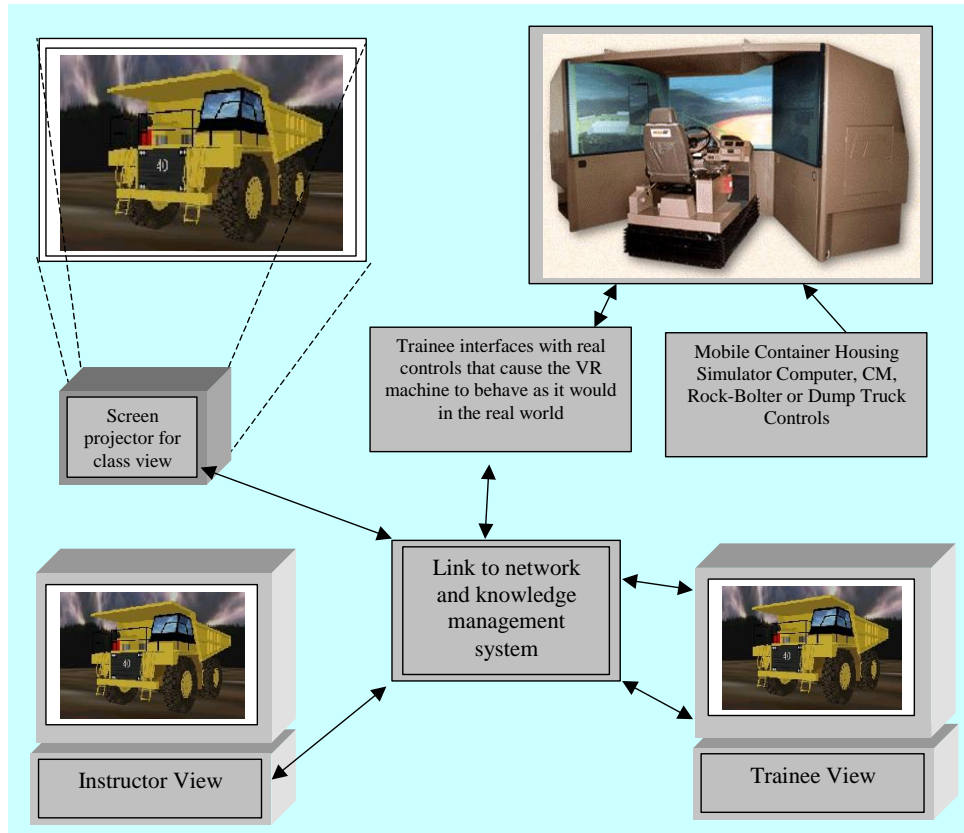 40
Trainee interfaces with real
controls that cause the VR
machine to behave as it would
in the real world
Mobile Container Housing
Simulator Computer, CM,
Rock-Bolter or Dump Truck
Controls
Screen
projector for
class view
Link to network
and knowledge
management
system
40
40
Instructor View
Trainee View